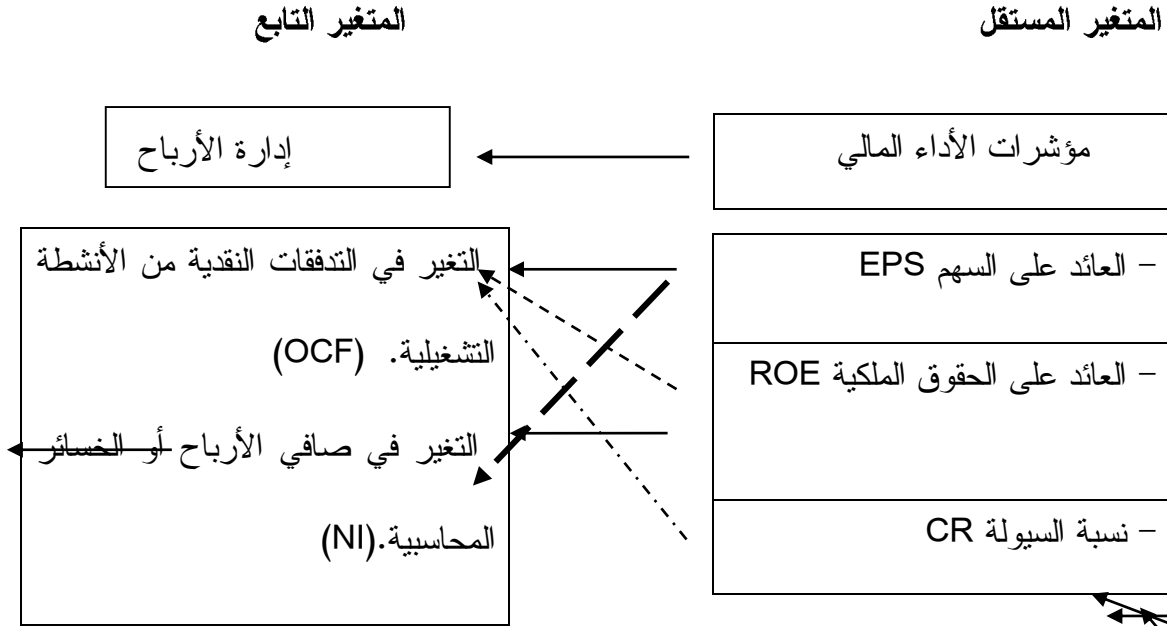 المتغير المستقل
المتغير التابع
مؤشرات الأداء المالي
إدارة الأرباح
- العائد على السهم EPS
- العائد على الحقوق الملكية ROE
- نسبة السيولة CR
التغير في التدفقات النقدية من الأنشطة
التشغيلية. (OCF)
التغير في صافي الأرباح أو الخسائر
المحاسبية.(NI)